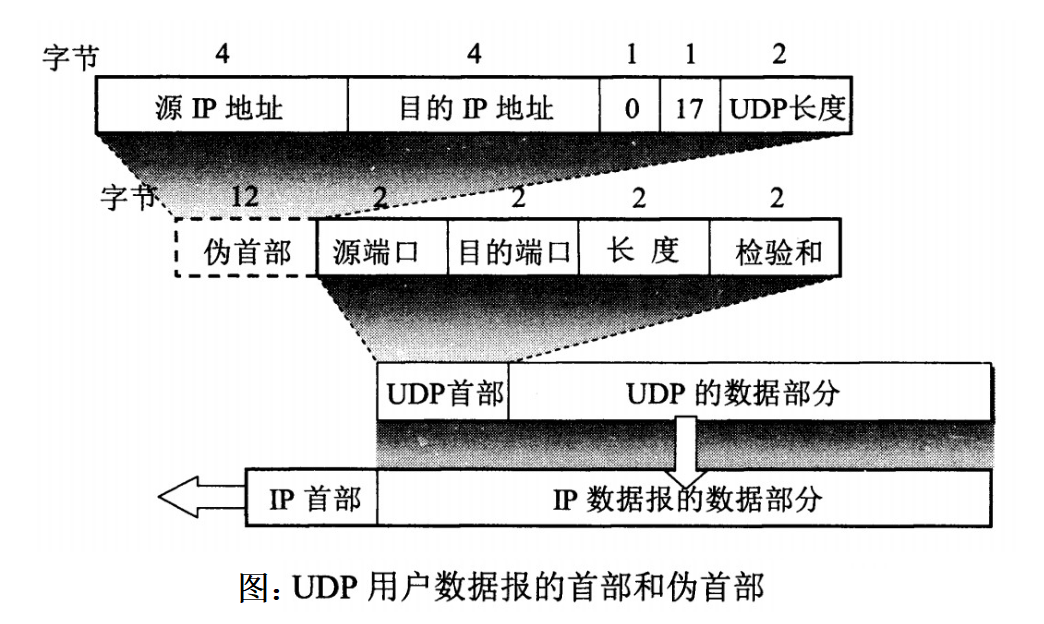 字节 4 4 1 1 2
源 IP 地址 目的 IP 地址 0 17 UDP长度
字节 12 2 2 2 2
伪首部 源端口 目的端口 长 度 检验和
UDP首部 UDP 的数据部分
IP 首部 IP 数据报的数据部分
图: UDP 用户数据报的首部和伪首部